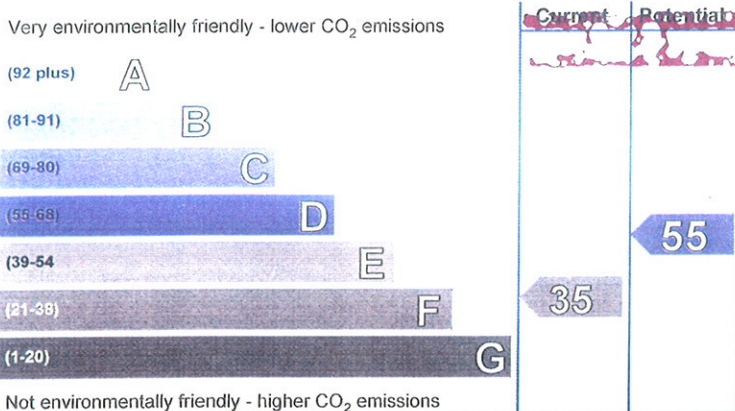 Very environmentally friendly - lower CO₂ emissions
Current Potential
(92 plus) A
(81-91) B
(69-80) C
(55-68) D
55
(39-54 E
(21-38) F
35
(1-20) G
Not environmentally friendly - higher CO₂ emissions